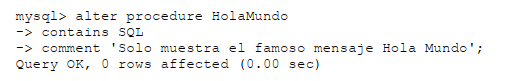 mysql> alter procedure HolaMundo
-> contains SQL
-> comment 'Solo muestra el famoso mensaje Hola Mundo';
Query OK, 0 rows affected (0.00 sec)